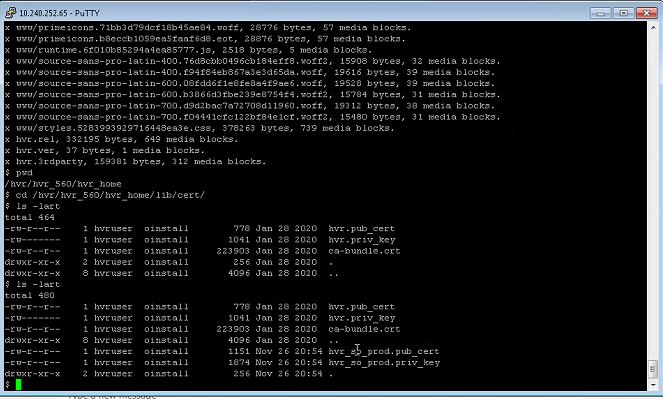 10.240.252.65 - PuTTY
x www/primeicons.71bb3d79dcf18b45ae84.woff, 28776 bytes, 57 media blocks.
x www/primeicons.b8eccb1059ea5faaf6d8.eot, 28876 bytes, 57 media blocks.
x www/runtime.6f010b85294a4ea85777.js, 2518 bytes, 5 media blocks.
x www/source-sans-pro-latin-400.76d8cbb0496cb184eff8.woff2, 15908 bytes, 32 media blocks.
x www/source-sans-pro-latin-400.f94f84eb867a3e3d65da.woff, 19616 bytes, 39 media blocks.
x www/source-sans-pro-latin-600.08fdd6f1e8fe8a4f9ae6.woff, 19528 bytes, 39 media blocks.
x www/source-sans-pro-latin-600.b3866d3fbe239e8754f4.woff2, 15784 bytes, 31 media blocks.
x www/source-sans-pro-latin-700.d9d2bac7a72708d11960.woff, 19312 bytes, 38 media blocks.
x www/source-sans-pro-latin-700.f04441cfc122bf84e1cf.woff2, 15480 bytes, 31 media blocks.
x www/styles.5283993929716448ea3e.css, 378263 bytes, 739 media blocks.
x hvr.rel, 332195 bytes, 649 media blocks.
x hvr.ver, 37 bytes, 1 media blocks.
x hvr.3rdparty, 159381 bytes, 312 media blocks.
$ pwd
/hvr/hvr_560/hvr_home
$ cd /hvr/hvr_560/hvr_home/lib/cert/
$ ls -lart
total 464
-rw-r--r-- 1 hvruser oinstall 778 Jan 28 2020 hvr.pub_cert
-rw------- 1 hvruser oinstall 1041 Jan 28 2020 hvr.priv_key
-rw-r--r-- 1 hvruser oinstall 223903 Jan 28 2020 ca-bundle.crt
drwxr-xr-x 2 hvruser oinstall 256 Jan 28 2020 .
drwxr-xr-x 8 hvruser oinstall 4096 Jan 28 2020 ..
$ ls -lart
total 480
-rw-r--r-- 1 hvruser oinstall 778 Jan 28 2020 hvr.pub_cert
-rw-r--r-- 1 hvruser oinstall 1041 Jan 28 2020 hvr.priv_key
-rw-r--r-- 1 hvruser oinstall 223903 Jan 28 2020 ca-bundle.crt
drwxr-xr-x 8 hvruser oinstall 4096 Jan 28 2020 ..
-rw-r--r-- 1 hvruser oinstall 1151 Nov 26 20:54 hvr_so_prod.pub_cert
-rw-r--r-- 1 hvruser oinstall 1874 Nov 26 20:54 hvr_so_prod.priv_key
drwxr-xr-x 2 hvruser oinstall 256 Nov 26 20:54 .
$
Type a new message